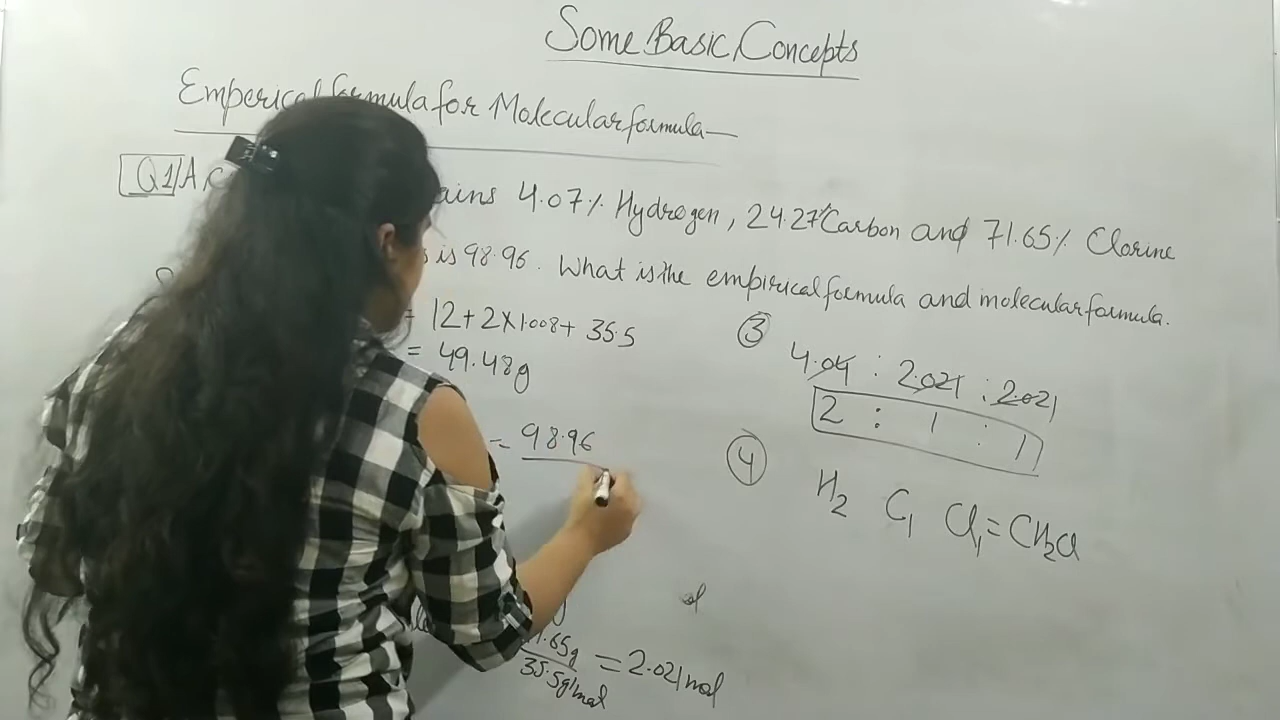 Some Basic Concepts
Emperical formula for Molecular formula—
Q1/A 4.07% Hydrogen, 24.27% Carbon and 71.65% Clorine
is 98.96. What is the empirical formula and molecular formula.
= 12+2×1.008+ 35.5
= 49.48g
= 98.96
71.65g
35.5g/mol = 2.021mol
③
4.04 : 2.021 : 2.021
2 : 1 : 1
④
H₂ C₁ Cl₁=CH₂Cl